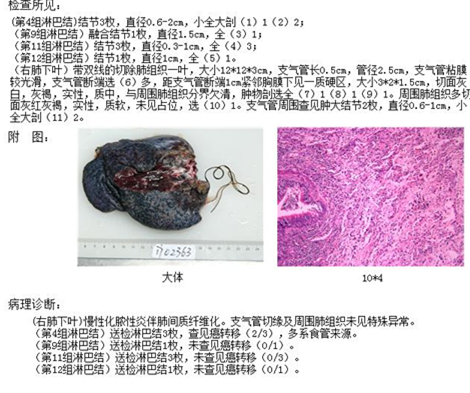 检查所见:
(第4组淋巴结)结节3枚，直径0.6-2cm，小全大剖（1）1（2）2;
（第9组淋巴结）融合结节1枚，直径1.5cm，全（3）1;
（第11组淋巴结）结节3枚，直径0.3-1cm，全（4）3;
（第12组淋巴结）结节1枚，直径1cm，全（5）1。
（右肺下叶）带双线的切除肺组织一叶，大小12*12*3cm，支气管长0.5cm，管径2.5cm，支气管粘膜
较光滑，支气管断端选（6）多，距支气管断端1cm紧邻胸膜下见一质硬区，大小3*2*1.5cm，切面灰
白，灰褐，实性，质中，与周围肺组织分界欠清，肿物剖选全（7）1（8）1（9）1。周围肺组织多切
面灰红灰褐，实性，质软，未见占位，选（10）1。支气管周围查见肿大结节2枚，直径0.6-1cm，小
全大剖（11）2。
附 图:
大体
10*4
病理诊断:
(右肺下叶)慢性化脓性炎伴肺间质纤维化。支气管切缘及周围肺组织未见特殊异常。
（第4组淋巴结）送检淋巴结3枚，查见癌转移（2/3），多系食管来源。
（第9组淋巴结）送检淋巴结1枚，未查见癌转移（0/1）。
（第11组淋巴结）送检淋巴结3枚，未查见癌转移（0/3）。
（第12组淋巴结）送检淋巴结1枚，未查见癌转移（0/1）。